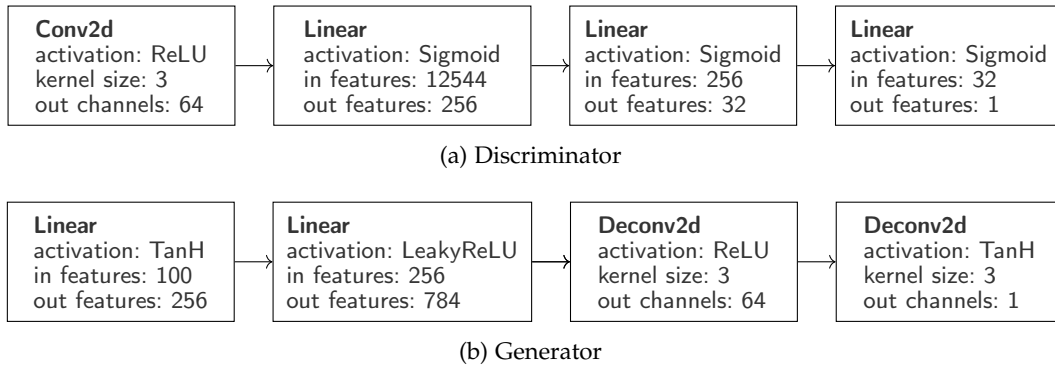 Conv2d
activation: ReLU
kernel size: 3
out channels: 64
Linear
activation: Sigmoid
in features: 12544
out features: 256
Linear
activation: Sigmoid
in features: 256
out features: 32
Linear
activation: Sigmoid
in features: 32
out features: 1
(a) Discriminator
Linear
activation: TanH
in features: 100
out features: 256
Linear
activation: LeakyReLU
in features: 256
out features: 784
Deconv2d
activation: ReLU
kernel size: 3
out channels: 64
Deconv2d
activation: TanH
kernel size: 3
out channels: 1
(b) Generator